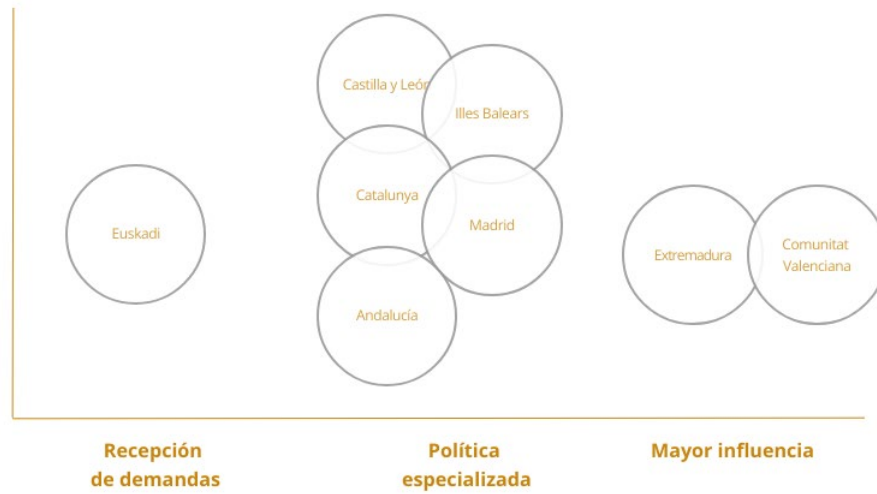 Castilla y León
Illes Balears
Catalunya
Madrid
Euskadi
Extremadura
Comunitat
Valenciana
Andalucía
Recepción
de demandas
Política
especializada
Mayor influencia